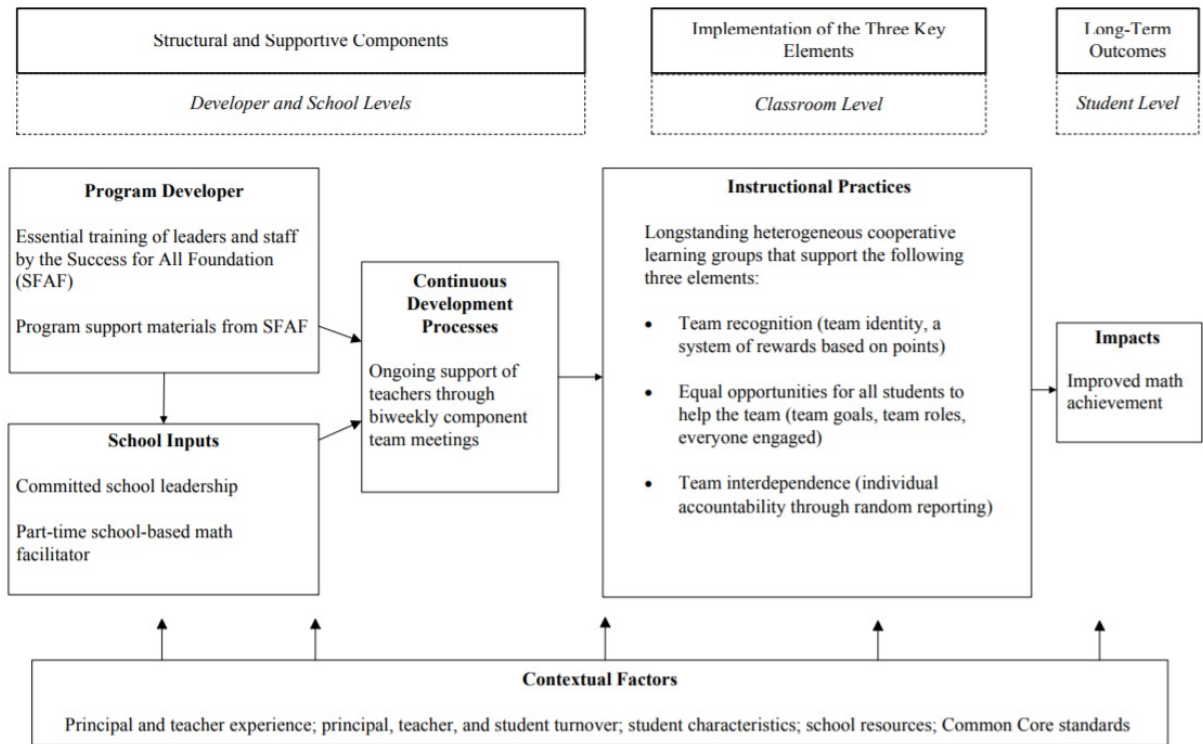 Structural and Supportive Components
Developer and School Levels
Implementation of the Three Key
Elements
Classroom Level
Long-Term
Outcomes
Student Level
Program Developer
Essential training of leaders and staff
by the Success for All Foundation
(SFAF)
Program support materials from SFAF
School Inputs
Committed school leadership
Part-time school-based math
facilitator
Continuous
Development
Processes
Ongoing support of
teachers through
biweekly component
team meetings
Instructional Practices
Longstanding heterogeneous cooperative
learning groups that support the following
three elements:
• Team recognition (team identity, a
system of rewards based on points)
• Equal opportunities for all students to
help the team (team goals, team roles,
everyone engaged)
• Team interdependence (individual
accountability through random reporting)
Impacts
Improved math
achievement
Contextual Factors
Principal and teacher experience; principal, teacher, and student turnover; student characteristics; school resources; Common Core standards